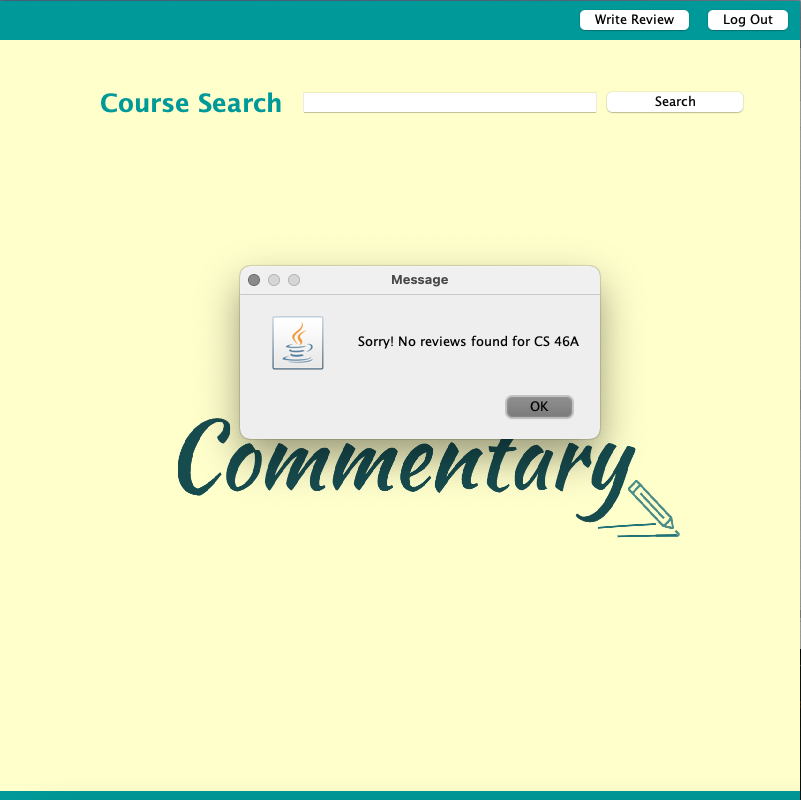 Write Review Log Out
Course Search Search
Message
Sorry! No reviews found for CS 46A
OK
Commentary